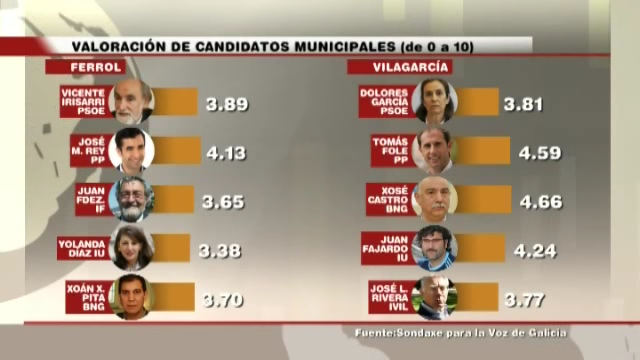 VALORACIÓN DE CANDIDATOS MUNICIPALES (de 0 a 10)
FERROL
VICENTE
IRISARRI
PSOE
3.89
JOSÉ
M. REY
PP
4.13
JUAN
FDEZ.
IF
3.65
YOLANDA
DÍAZ IU
3.38
XOÁN X.
PITA
BNG
3.70
VILAGARCÍA
DOLORES
GARCÍA
PSOE
3.81
TOMÁS
FOLE
PP
4.59
XOSÉ
CASTRO
BNG
4.66
JUAN
FAJARDO
IU
4.24
JOSÉ L.
RIVERA
IVIL
3.77
Fuente:Sondaxe para la Voz de Galicia